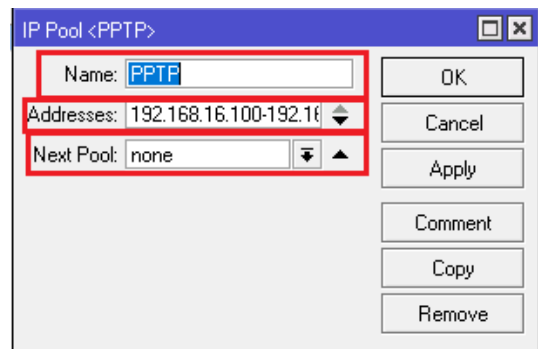 IP Pool <PPTP>
Name: PPTP
OK
Addresses: 192.168.16.100-192.16
Cancel
Next Pool: none
Apply
Comment
Copy
Remove